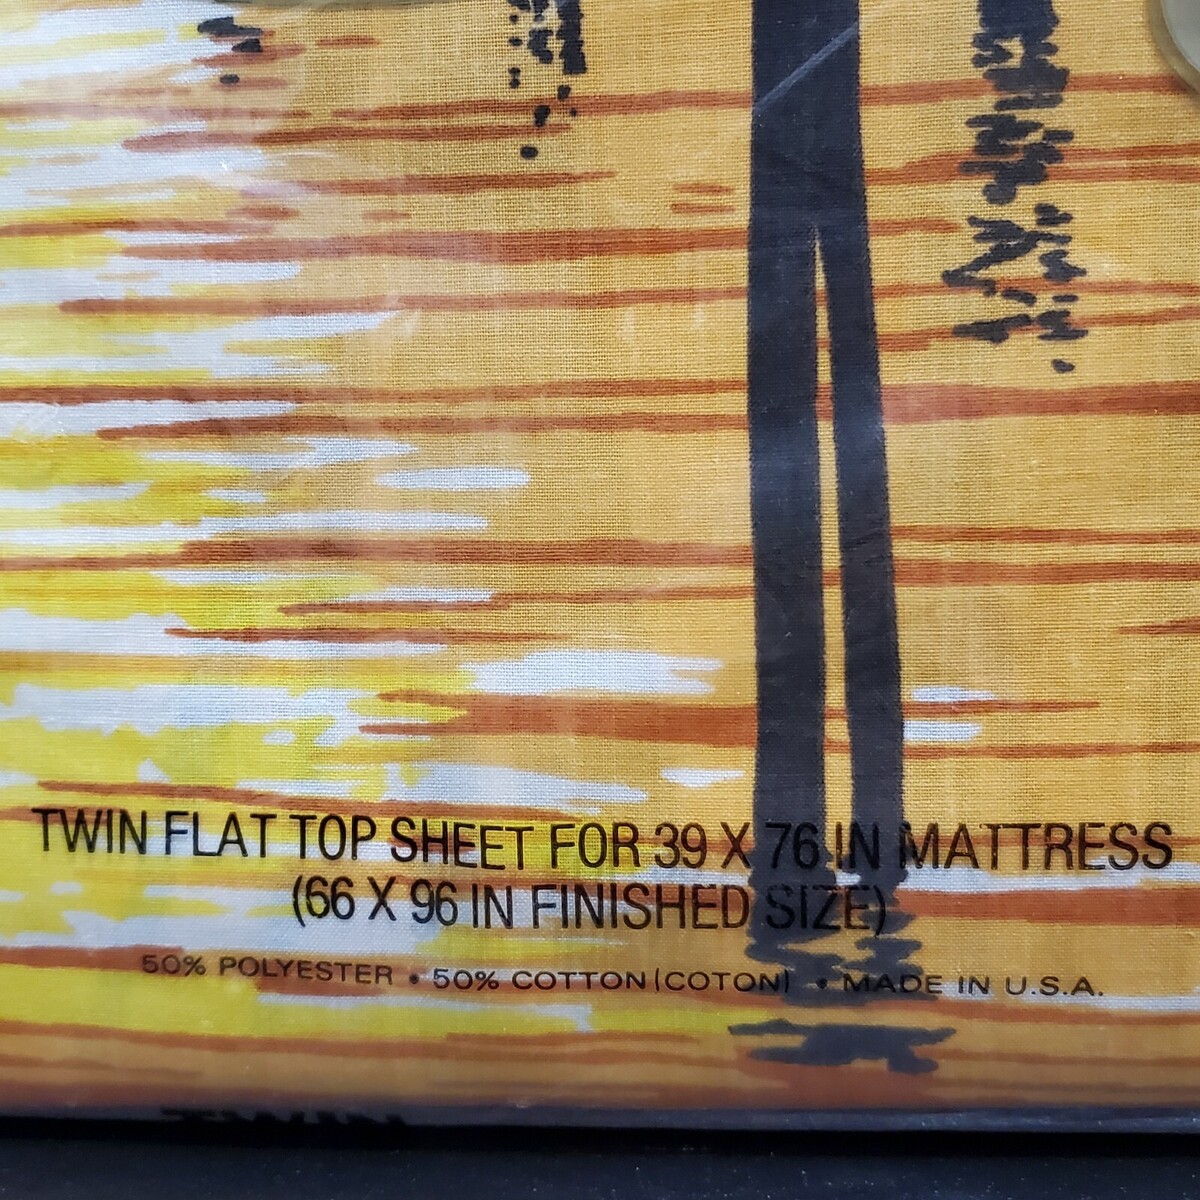 TWIN FLAT TOP SHEET FOR 39 X 76 IN MATTRESS
(66 X 96 IN FINISHED SIZE)
50% POLYESTER • 50% COTTON (COTON) • MADE IN U.S.A.